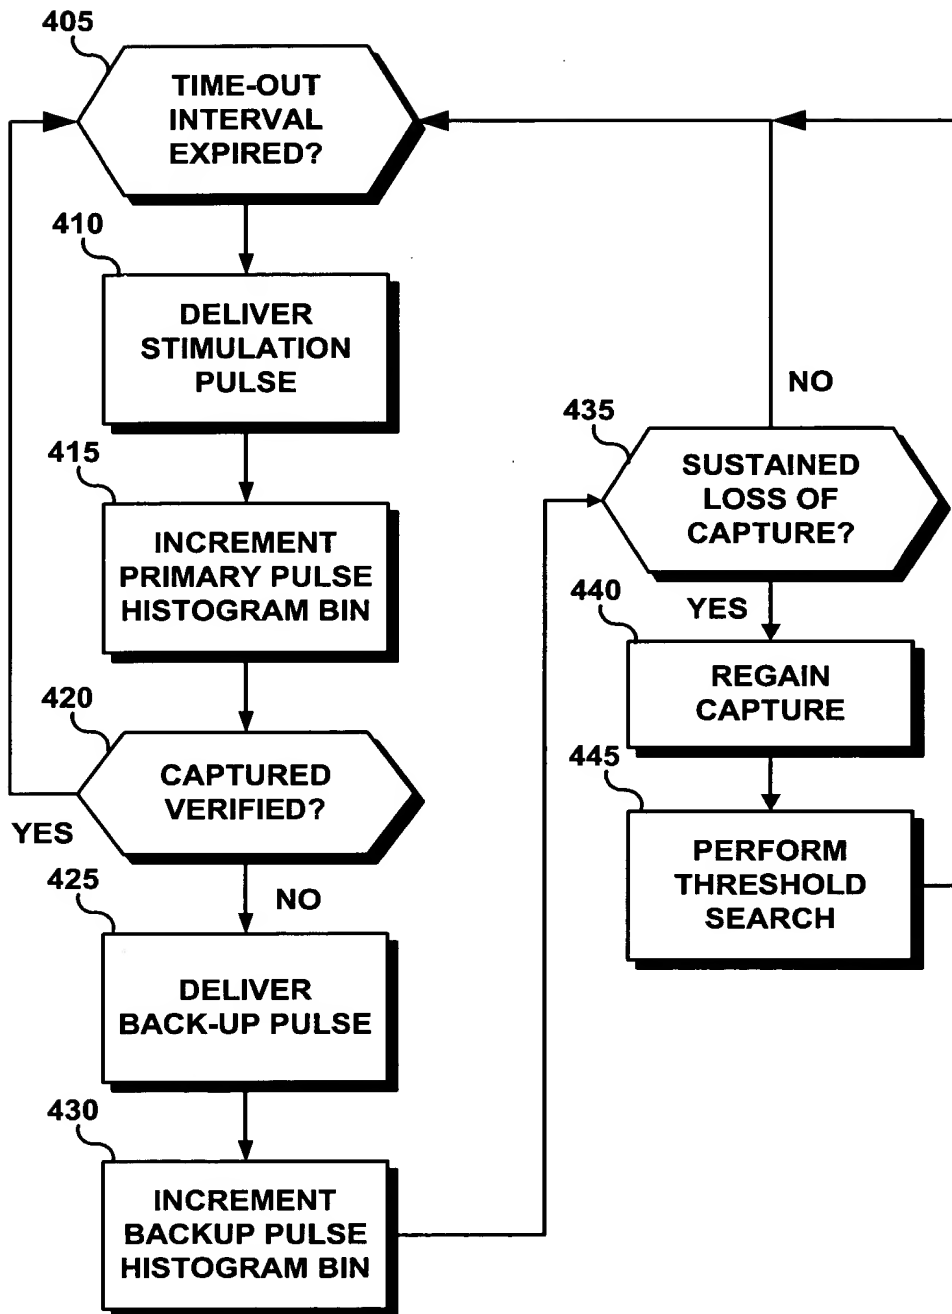 405
TIME-OUT
INTERVAL
EXPIRED?
410
DELIVER
STIMULATION
PULSE
415
INCREMENT
PRIMARY PULSE
HISTOGRAM BIN
420
CAPTURED
VERIFIED?
YES
NO
425
DELIVER
BACK-UP PULSE
430
INCREMENT
BACKUP PULSE
HISTOGRAM BIN
NO
435
SUSTAINED
LOSS OF
CAPTURE?
YES
440
REGAIN
CAPTURE
445
PERFORM
THRESHOLD
SEARCH